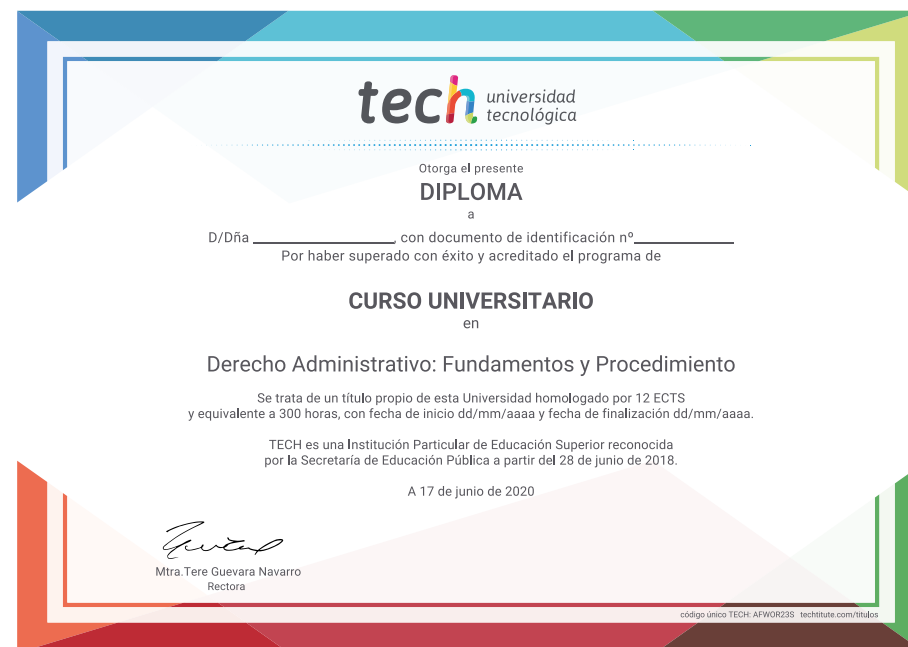 tech universidad
tecnológica
Otorga el presente
DIPLOMA
a
D/Dña ____________________, con documento de identificación nº______________
Por haber superado con éxito y acreditado el programa de
CURSO UNIVERSITARIO
en
Derecho Administrativo: Fundamentos y Procedimiento
Se trata de un título propio de esta Universidad homologado por 12 ECTS
y equivalente a 300 horas, con fecha de inicio dd/mm/aaaa y fecha de finalización dd/mm/aaaa.
TECH es una Institución Particular de Educación Superior reconocida
por la Secretaría de Educación Pública a partir del 28 de junio de 2018.
A 17 de junio de 2020
Mtra.Tere Guevara Navarro
Rectora
código único TECH: AFWOR23S techtitute.com/titulos